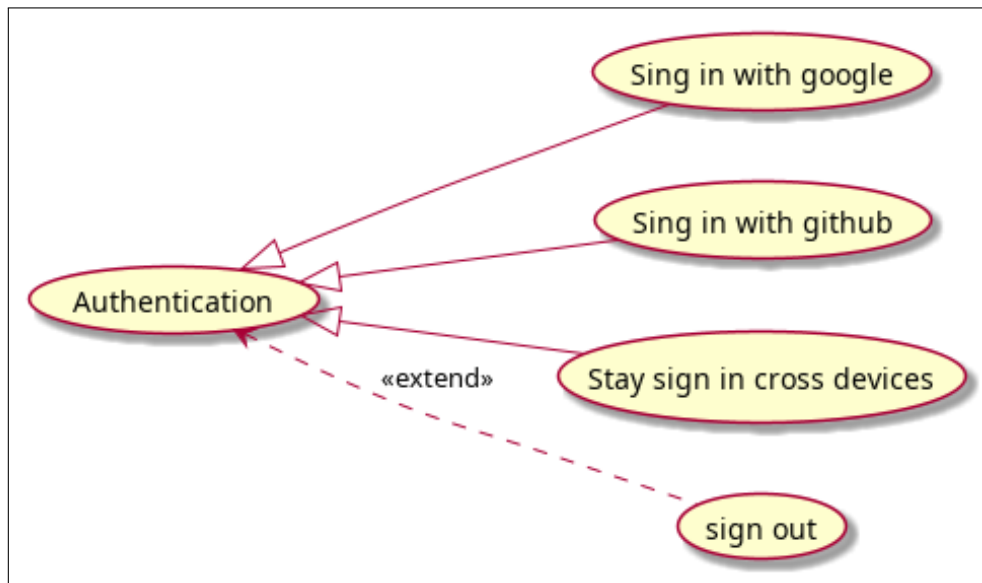 Sing in with google
Sing in with github
Authentication
Stay sign in cross devices
«extend»
sign out